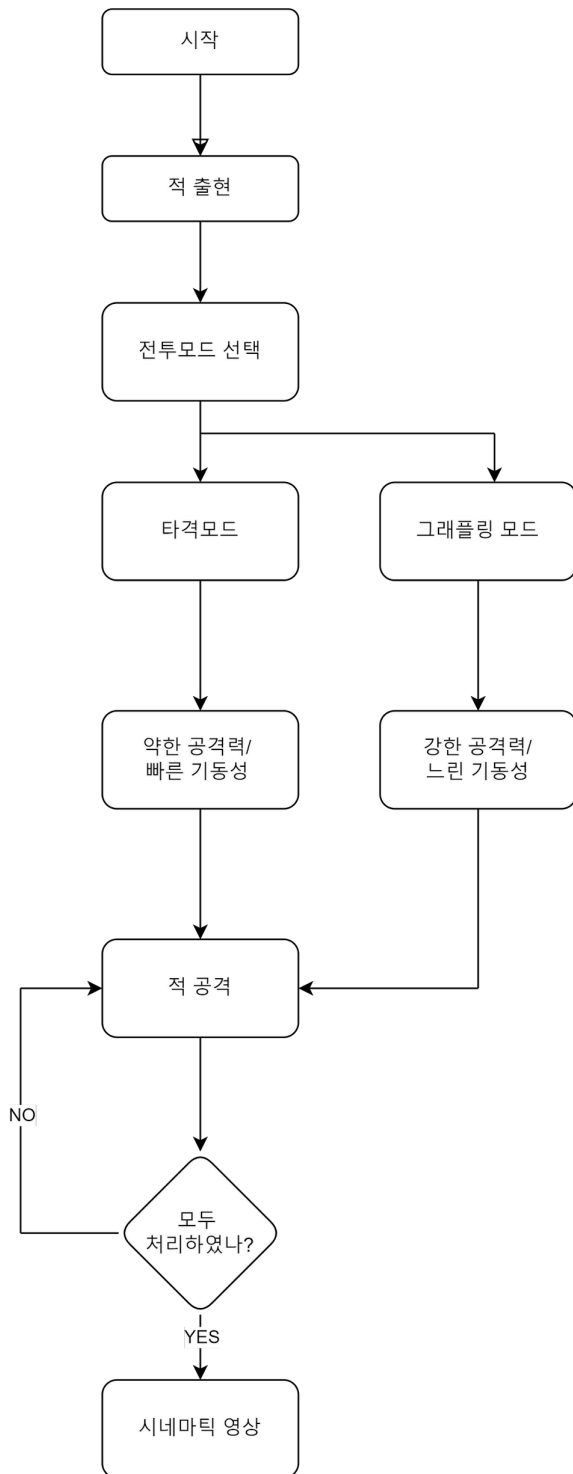 시작
적 출현
전투모드 선택
타격모드
그래플링 모드
약한 공격력/
빠른 기동성
강한 공격력/
느린 기동성
적 공격
NO
모두
처리하였나?
YES
시네마틱 영상